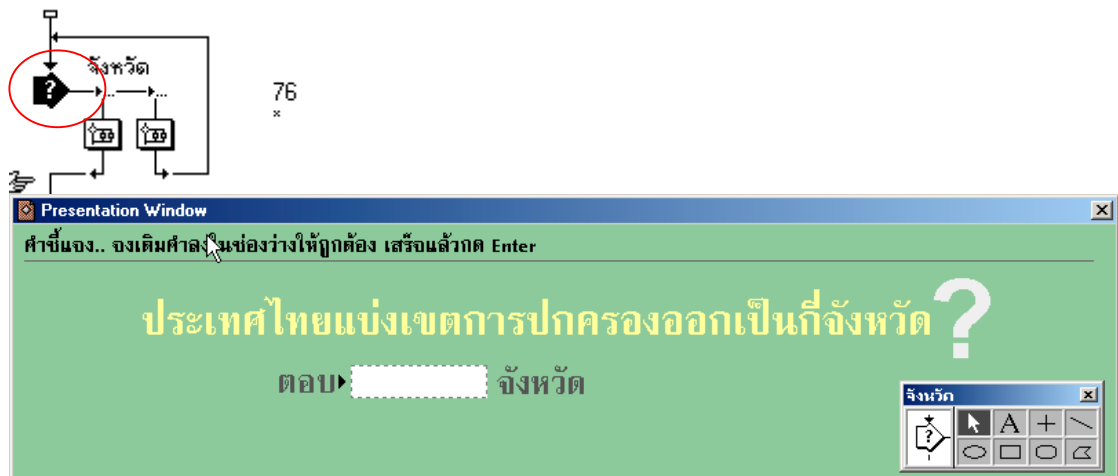 จังหวัด
?
...
...
76
*
Presentation Window
คำชี้แจง.. จงเติมคำลงในช่องว่างให้ถูกต้อง เสร็จแล้วกด Enter
ประเทศไทยแบ่งเขตการปกครองออกเป็นกี่จังหวัด?
ตอบ จังหวัด
จังหวัด
? A